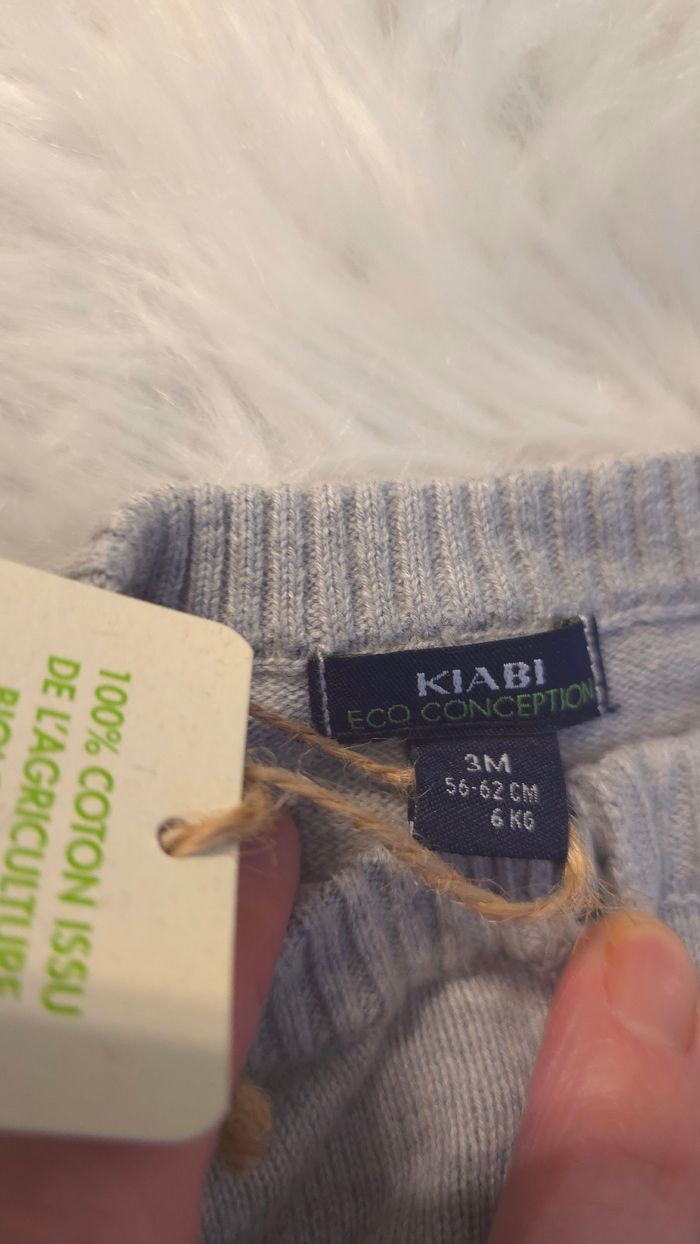 KIABI
ECO CONCEPTION
3M
56-62 CM
6 KG
100% COTON ISSU
DE L'AGRICULTURE